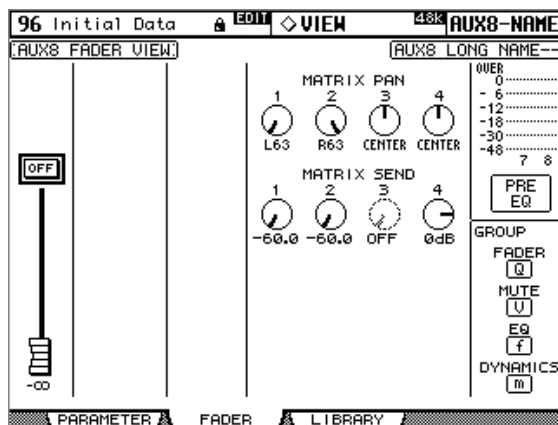 96 Initial Data EDIT ◇VIEW 48K AUX8-NAME
[AUX8 FADER VIEW] AUX8 LONG NAME--
MATRIX PAN
1 2 3 4
L63 R63 CENTER CENTER
MATRIX SEND
1 2 3 4
-60.0 -60.0 OFF 0dB
OFF
-∞
OVER
0
- 6
-12
-18
-30
-48
7 8
PRE
EQ
GROUP
FADER
Q
MUTE
V
EQ
f
DYNAMICS
m
PARAMETER FADER LIBRARY